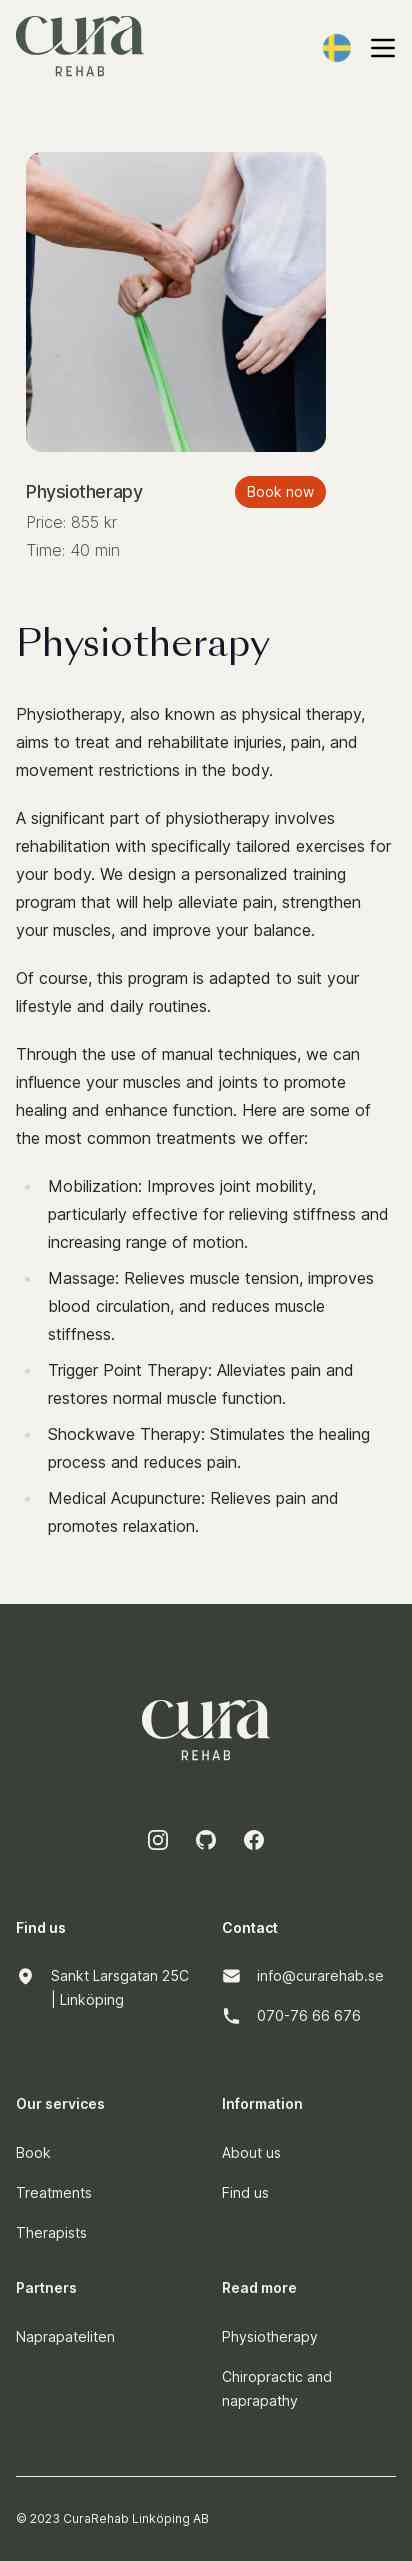 cura
REHAB
Physiotherapy
Book now
Price: 855 kr
Time: 40 min
Physiotherapy
Physiotherapy, also known as physical therapy,
aims to treat and rehabilitate injuries, pain, and
movement restrictions in the body.
A significant part of physiotherapy involves
rehabilitation with specifically tailored exercises for
your body. We design a personalized training
program that will help alleviate pain, strengthen
your muscles, and improve your balance.
Of course, this program is adapted to suit your
lifestyle and daily routines.
Through the use of manual techniques, we can
influence your muscles and joints to promote
healing and enhance function. Here are some of
the most common treatments we offer:
Mobilization: Improves joint mobility,
particularly effective for relieving stiffness and
increasing range of motion.
Massage: Relieves muscle tension, improves
blood circulation, and reduces muscle
stiffness.
Trigger Point Therapy: Alleviates pain and
restores normal muscle function.
Shockwave Therapy: Stimulates the healing
process and reduces pain.
Medical Acupuncture: Relieves pain and
promotes relaxation.
cura
REHAB
Find us
Sankt Larsgatan 25C
| Linköping
Contact
info@curarehab.se
070-76 66 676
Our services
Book
Treatments
Therapists
Information
About us
Find us
Partners
Naprapateliten
Read more
Physiotherapy
Chiropractic and
naprapathy
© 2023 CuraRehab Linköping AB